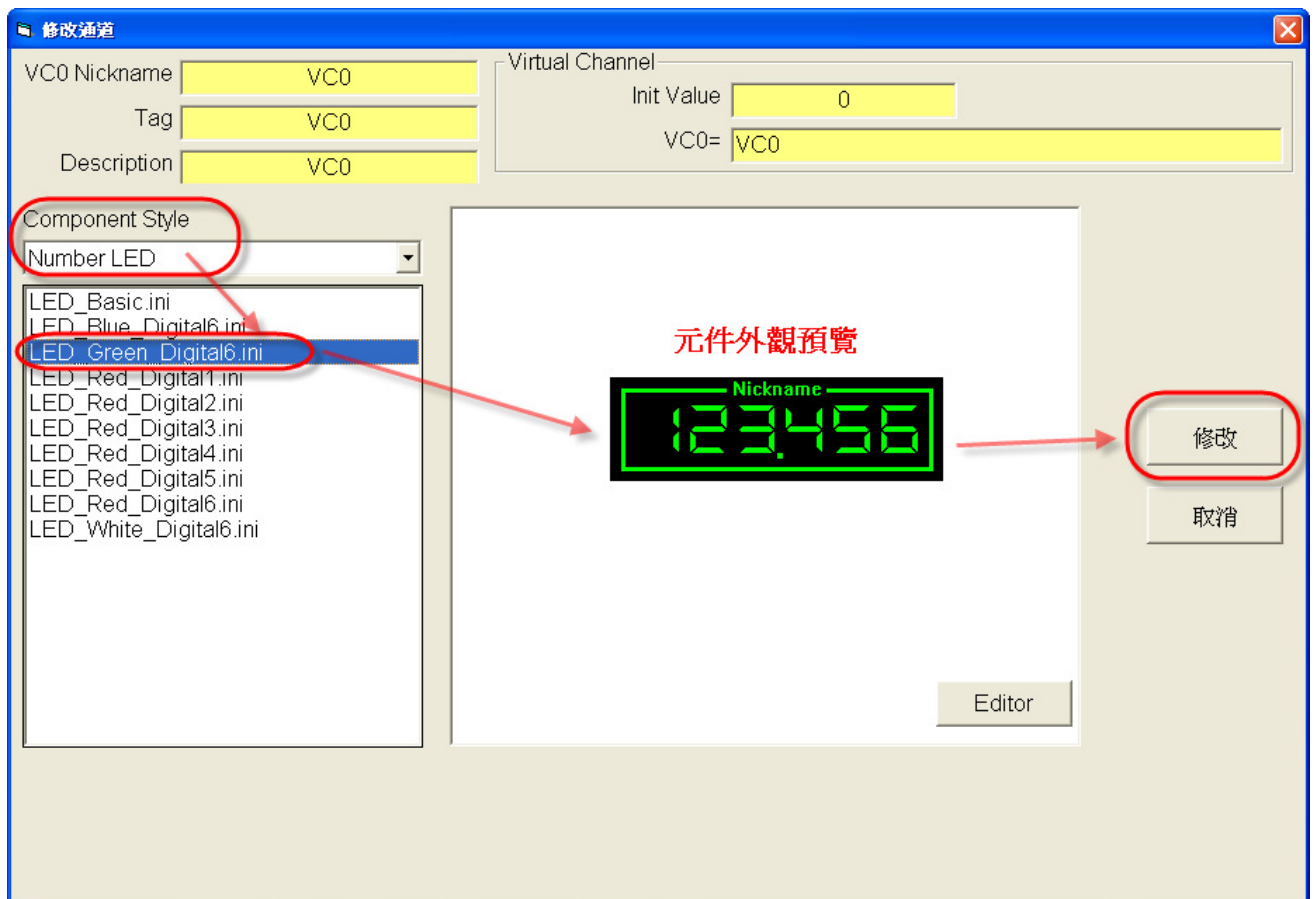 修改通道
VC0 Nickname VC0
Tag VC0
Description VC0
Virtual Channel
Init Value 0
VC0= VC0
Component Style
Number LED
LED_Basic.ini
LED_Blue_Digital6.ini
LED_Green_Digital6.ini
LED_Red_Digital1.ini
LED_Red_Digital2.ini
LED_Red_Digital3.ini
LED_Red_Digital4.ini
LED_Red_Digital5.ini
LED_Red_Digital6.ini
LED_White_Digital6.ini
元件外觀預覽
Nickname
123.456
Editor
修改
取消